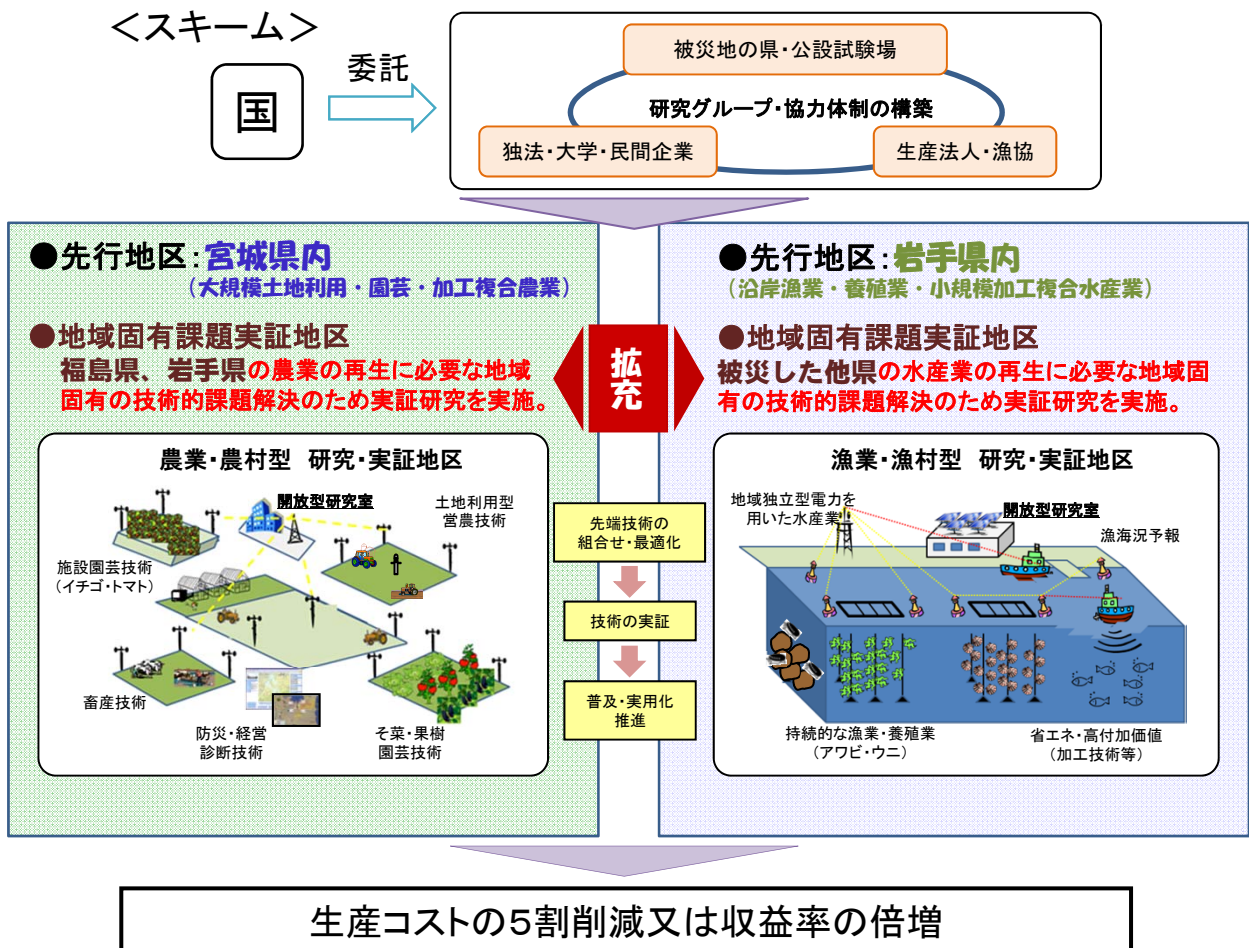 ＜スキーム＞
国
委託
被災地の県・公設試験場
研究グループ・協力体制の構築
独法・大学・民間企業
生産法人・漁協
●先行地区：宮城県内
（大規模土地利用・園芸・加工複合農業）
●地域固有課題実証地区
福島県、岩手県の農業の再生に必要な地域
固有の技術的課題解決のため実証研究を実施。
拡充
●先行地区：岩手県内
（沿岸漁業・養殖業・小規模加工複合水産業）
●地域固有課題実証地区
被災した他県の水産業の再生に必要な地域固
有の技術的課題解決のため実証研究を実施。
農業・農村型 研究・実証地区
開放型研究室
土地利用型
営農技術
施設園芸技術
（イチゴ・トマト）
畜産技術
防災・経営
診断技術
そ菜・果樹
園芸技術
先端技術の
組合せ・最適化
技術の実証
普及・実用化
推進
漁業・漁村型 研究・実証地区
地域独立型電力を
用いた水産業
開放型研究室
漁海況予報
持続的な漁業・養殖業
（アワビ・ウニ）
省エネ・高付加価値
（加工技術等）
生産コストの５割削減又は収益率の倍増